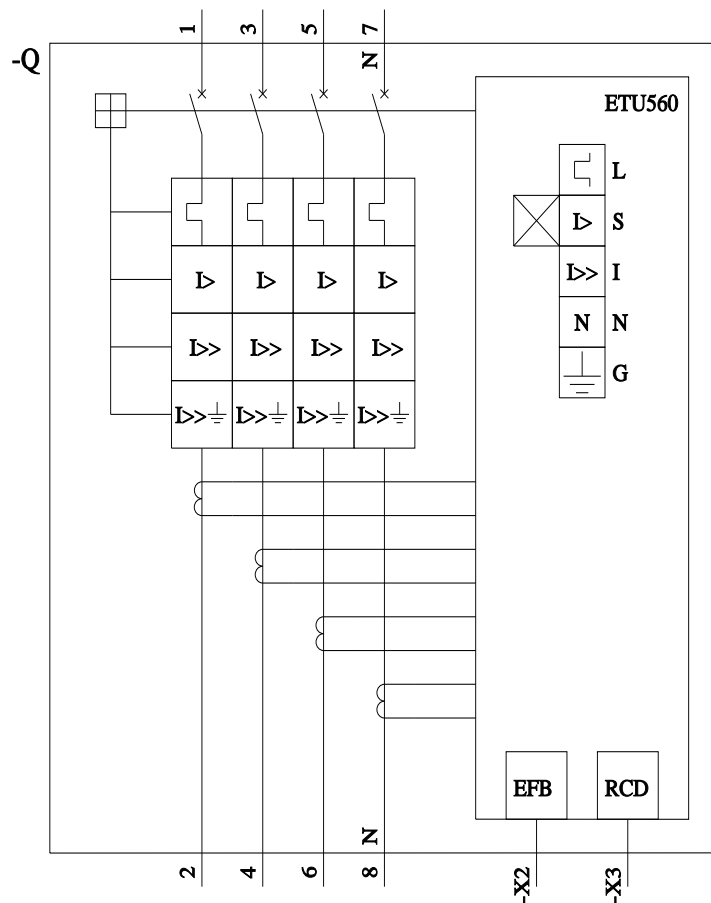 1 3 5 7
-Q N
ETU560
L
I> S
I>> I
N N
G
I> I> I> I>
I>> I>> I>> I>>
I>> I>> I>> I>>
EFB RCD
N
2 4 6 8 -X2 -X3